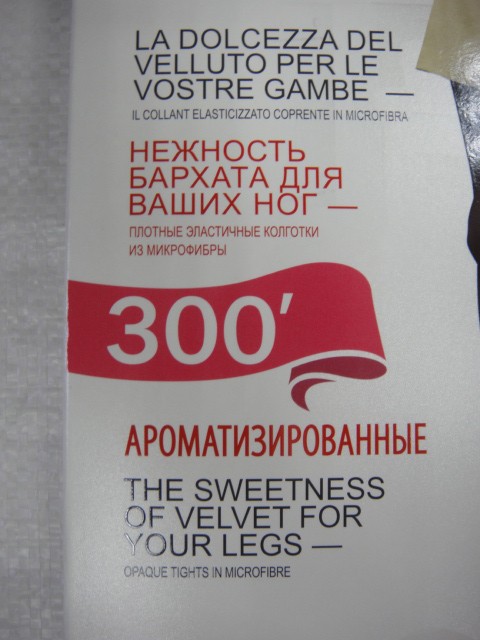 LA DOLCEZZA DEL
VELLUTO PER LE
VOSTRE GAMBE —
IL COLLANT ELASTICIZZATO COPRENTE IN MICROFIBRA
НЕЖНОСТЬ
БАРХАТА ДЛЯ
ВАШИХ НОГ —
ПЛОТНЫЕ ЭЛАСТИЧНЫЕ КОЛГОТКИ
ИЗ МИКРОФИБРЫ
300'
АРОМАТИЗИРОВАННЫЕ
THE SWEETNESS
OF VELVET FOR
YOUR LEGS —
OPAQUE TIGHTS IN MICROFIBRE